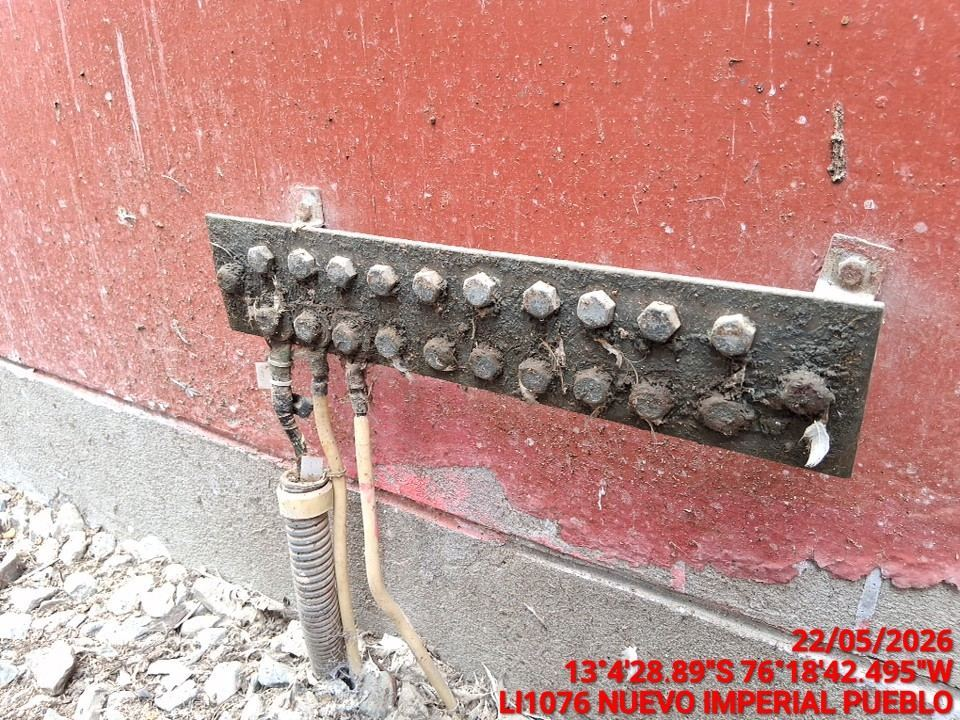 22/05/2026
13°4'28.89"S 76°18'42.495"W
LI1076 NUEVO IMPERIAL PUEBLO